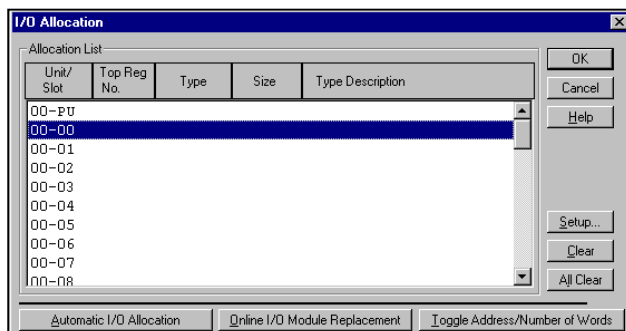 I/O Allocation
Allocation List
Unit/ Slot
Top Reg No.
Type
Size
Type Description
00-PU
00-00
00-01
00-02
00-03
00-04
00-05
00-06
00-07
00-08
OK
Cancel
Help
Setup...
Clear
All Clear
Automatic I/O Allocation
Online I/O Module Replacement
Toggle Address/Number of Words